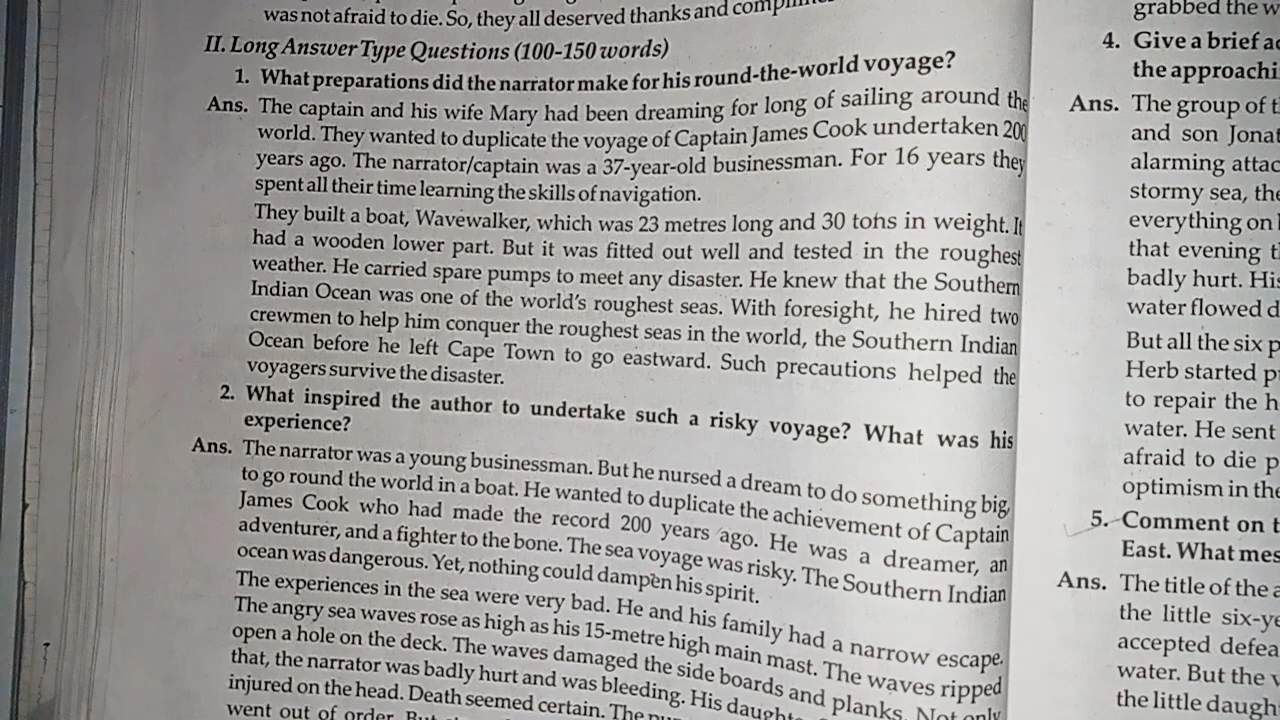 was not afraid to die. So, they all deserved thanks and
II. Long Answer Type Questions (100-150 words)
1. What preparations did the narrator make for his round-the-world voyage?
Ans. The captain and his wife Mary had been dreaming for long of sailing around the
world. They wanted to duplicate the voyage of Captain James Cook undertaken 200
years ago. The narrator/captain was a 37-year-old businessman. For 16 years they
spent all their time learning the skills of navigation.
They built a boat, Wavewalker, which was 23 metres long and 30 tons in weight. It
had a wooden lower part. But it was fitted out well and tested in the roughest
weather. He carried spare pumps to meet any disaster. He knew that the Southern
Indian Ocean was one of the world's roughest seas. With foresight, he hired two
crewmen to help him conquer the roughest seas in the world, the Southern Indian
Ocean before he left Cape Town to go eastward. Such precautions helped the
voyagers survive the disaster.
2. What inspired the author to undertake such a risky voyage? What was his
experience?
Ans. The narrator was a young businessman. But he nursed a dream to do something big,
to go round the world in a boat. He wanted to duplicate the achievement of Captain
James Cook who had made the record 200 years ago. He was a dreamer, an
adventurer, and a fighter to the bone. The sea voyage was risky. The Southern Indian
ocean was dangerous. Yet, nothing could dampen his spirit.
The experiences in the sea were very bad. He and his family had a narrow escape.
The angry sea waves rose as high as his 15-metre high main mast. The waves ripped
open a hole on the deck. The waves damaged the side boards and planks. Not only
that, the narrator was badly hurt and was bleeding. His
injured on the head. Death seemed certain. The
went out of order.
grabbed the
4. Give a brief
the
Ans. The group of
and son
alarming
stormy sea,
everything on
that evening
badly hurt.
water flowed
But all the six
Herb started
to repair the
water. He sent
afraid to die
optimism in
5. Comment on
East. What
Ans. The title of the
the little
accepted
water. But the
the little